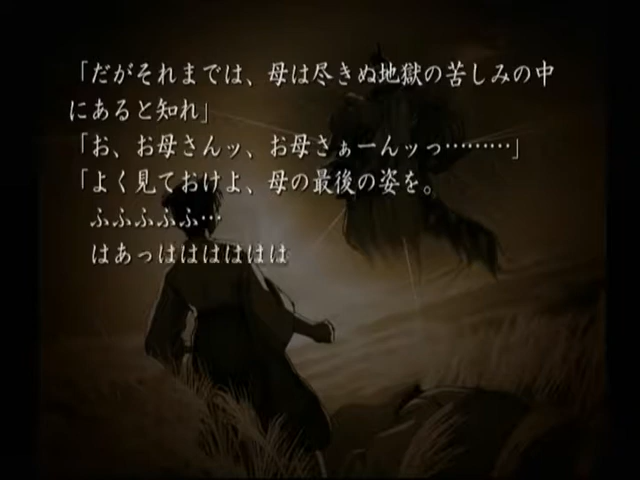 「だがそれまでは、母は尽きぬ地獄の苦しみの中
にあると知れ」
「お、お母さんッ、お母さぁーんッっ………」
「よく見ておけよ、母の最後の姿を。
ふふふふふ…
はあっははははははは